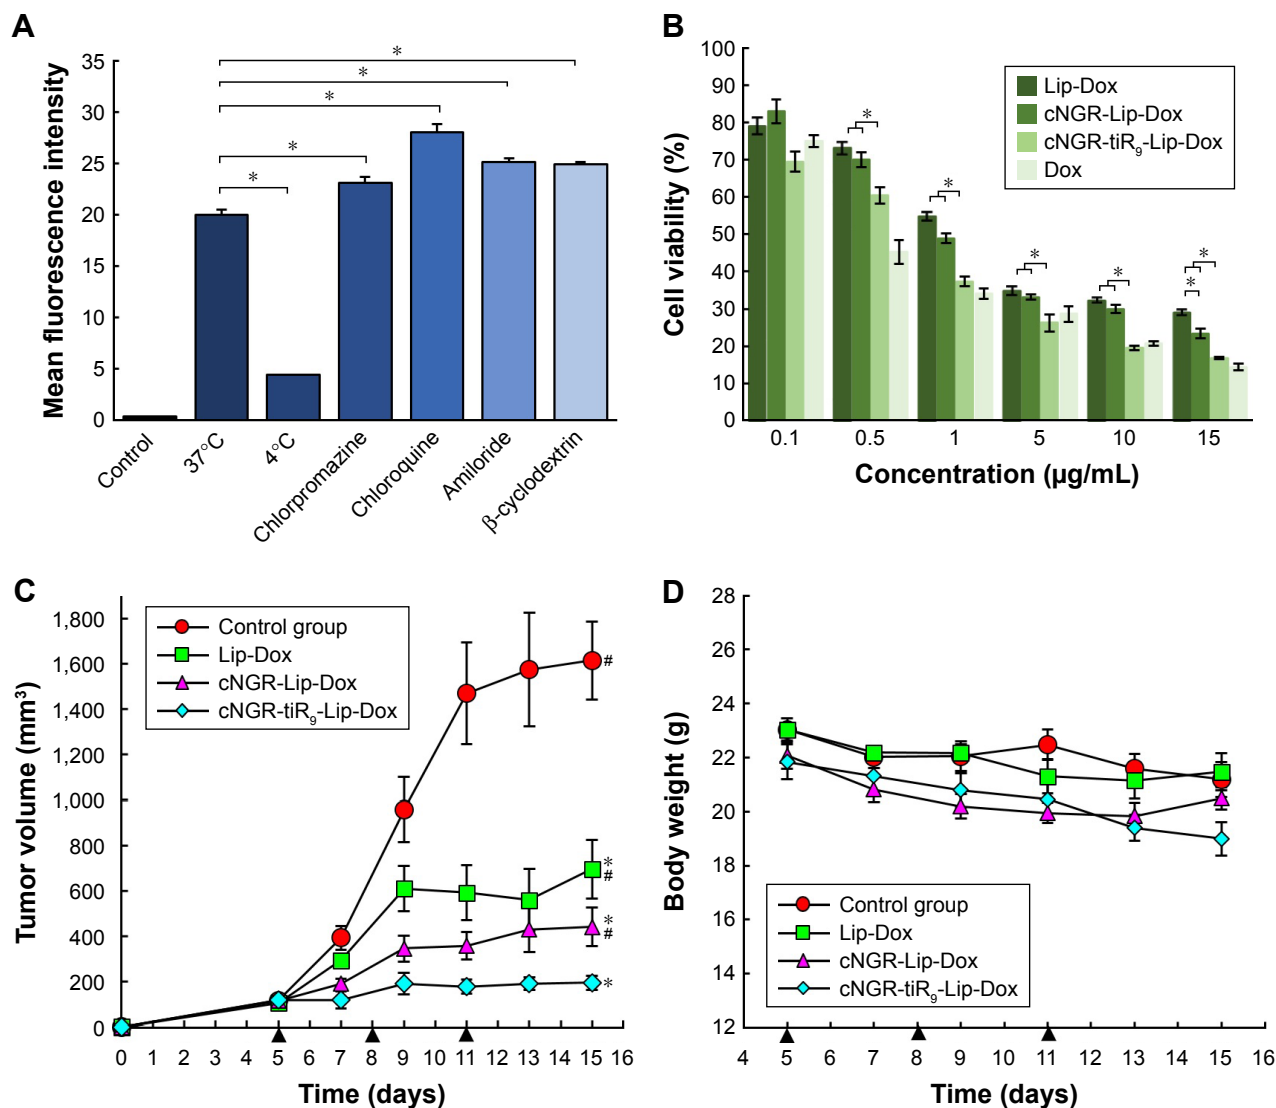 A
Mean fluorescence intensity
35
30
25
20
15
10
5
0
* * * * *
Control
37°C
4°C
Chlorpromazine
Chloroquine
Amiloride
β-cyclodextrin
B
Cell viability (%)
100
90
80
70
60
50
40
30
20
10
0
Lip-Dox
cNGR-Lip-Dox
cNGR-tiR9-Lip-Dox
Dox
* * * * * *
0.1 0.5 1 5 10 15
Concentration (µg/mL)
C
Tumor volume (mm³)
1,800
1,600
1,400
1,200
1,000
800
600
400
200
0
Control group
Lip-Dox
cNGR-Lip-Dox
cNGR-tiR9-Lip-Dox
#
*
#
*
#
*
0 1 2 3 4 5 6 7 8 9 10 11 12 13 14 15 16
Time (days)
D
Body weight (g)
28
26
24
22
20
18
16
14
12
Control group
Lip-Dox
cNGR-Lip-Dox
cNGR-tiR9-Lip-Dox
4 5 6 7 8 9 10 11 12 13 14 15 16
Time (days)